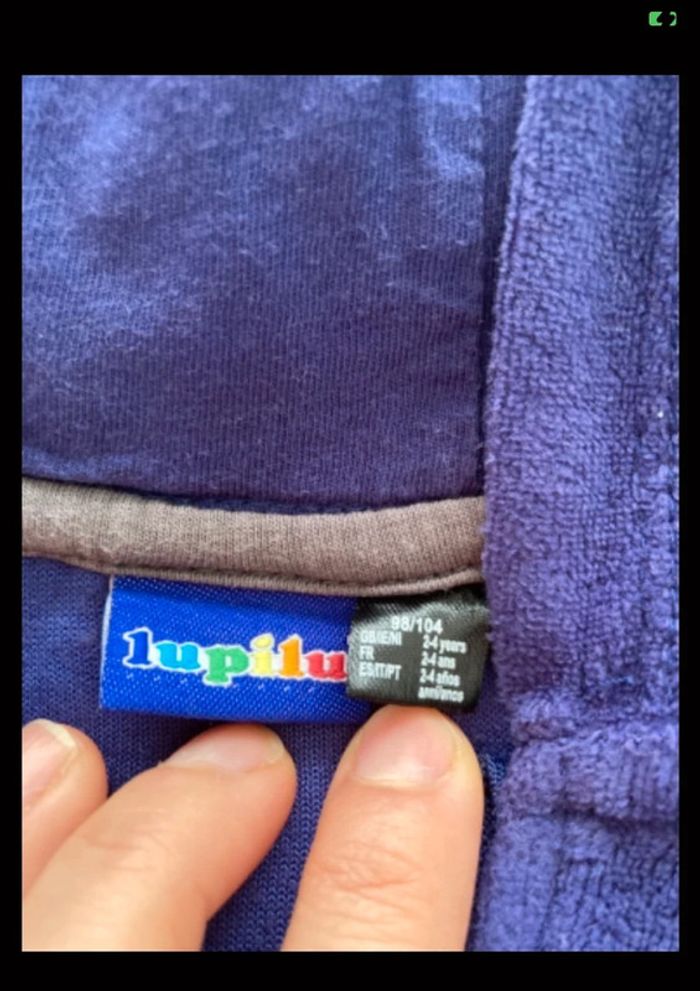 lupilu
98/104
GB/IE/NI 2-4 years
FR 2-4 ans
ES/IT/PT 2-4 años
anni/anos